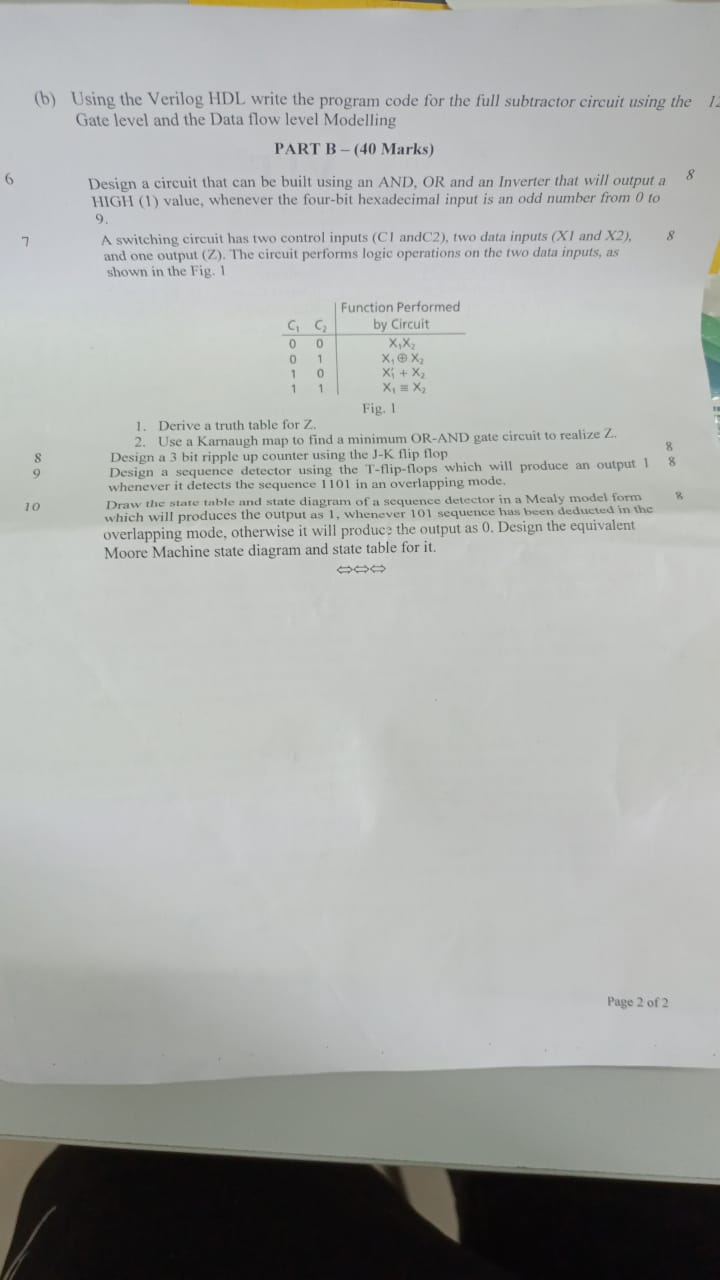 (b) Using the Verilog HDL write the program code for the full subtractor circuit using the 12
Gate level and the Data flow level Modelling
PART B – (40 Marks)
6 Design a circuit that can be built using an AND, OR and an Inverter that will output a 8
HIGH (1) value, whenever the four-bit hexadecimal input is an odd number from 0 to
9.
7 A switching circuit has two control inputs (C1 andC2), two data inputs (X1 and X2), 8
and one output (Z). The circuit performs logic operations on the two data inputs, as
shown in the Fig. 1
Function Performed
C₁ C₂ by Circuit
0 0 X₁X₂
0 1 X₁ ⊕ X₂
1 0 X₁′ + X₂
1 1 X₁ ≡ X₂
Fig. 1
1. Derive a truth table for Z.
2. Use a Karnaugh map to find a minimum OR-AND gate circuit to realize Z.
8 Design a 3 bit ripple up counter using the J-K flip flop 8
9 Design a sequence detector using the T-flip-flops which will produce an output 1 8
whenever it detects the sequence 1101 in an overlapping mode.
10 Draw the state table and state diagram of a sequence detector in a Mealy model form 8
which will produces the output as 1, whenever 101 sequence has been deducted in the
overlapping mode, otherwise it will produce the output as 0. Design the equivalent
Moore Machine state diagram and state table for it.
⇔⇔⇔
Page 2 of 2